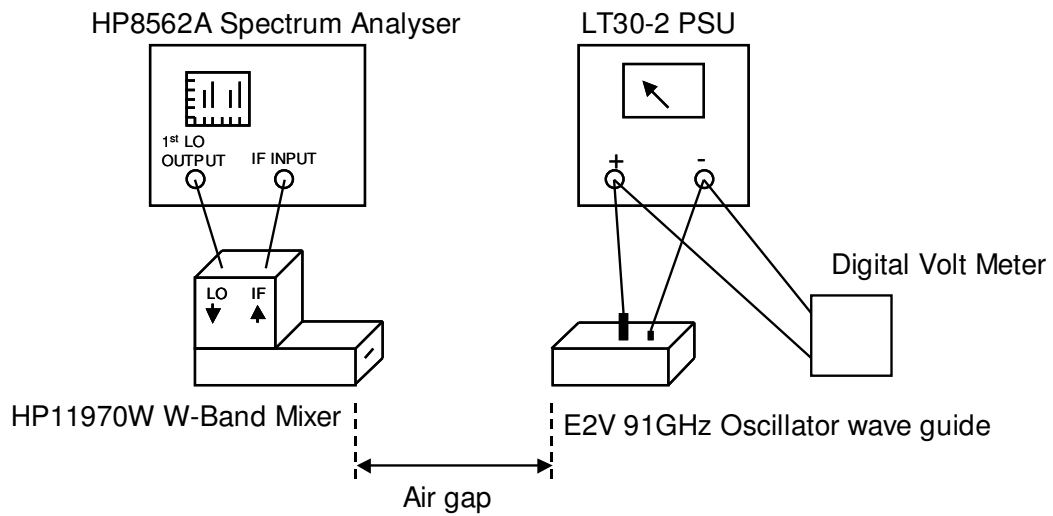 HP8562A Spectrum Analyser
LT30-2 PSU
1st LO
OUTPUT
IF INPUT
+
-
Digital Volt Meter
LO
IF
HP11970W W-Band Mixer
E2V 91GHz Oscillator wave guide
Air gap